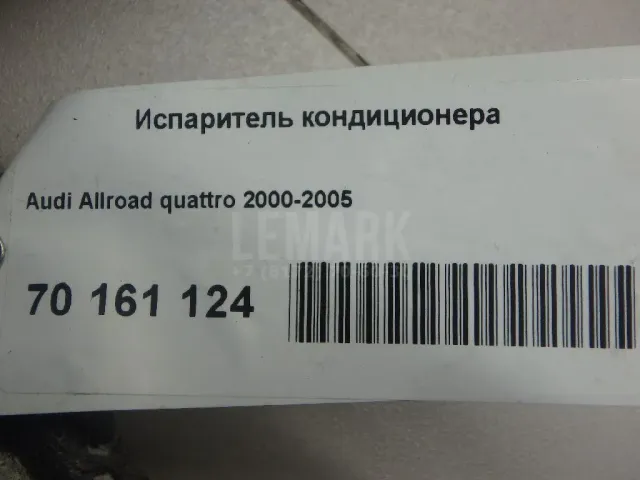 Испаритель кондиционера
Audi Allroad quattro 2000-2005
LEMARK
70 161 124